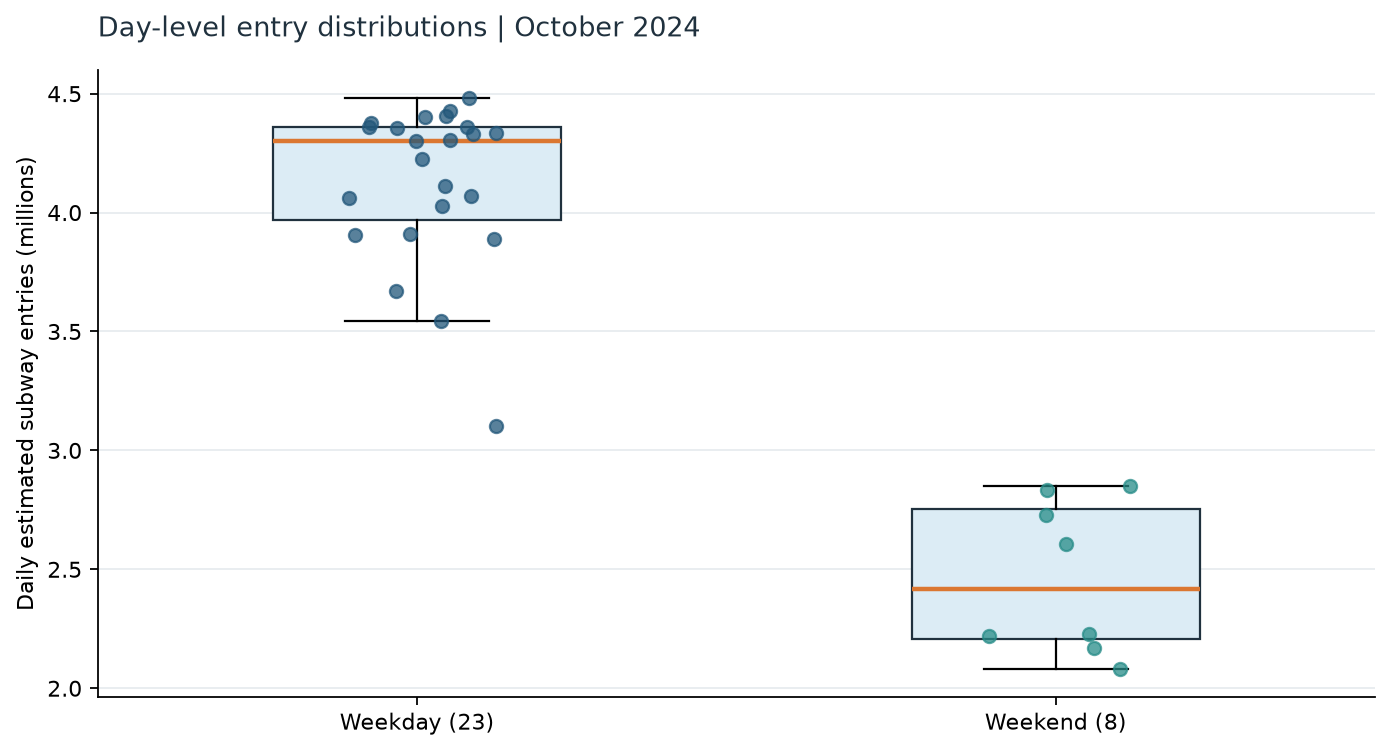 Day-level entry distributions | October 2024
Daily estimated subway entries (millions)
4.5
4.0
3.5
3.0
2.5
2.0
Weekday (23)
Weekend (8)